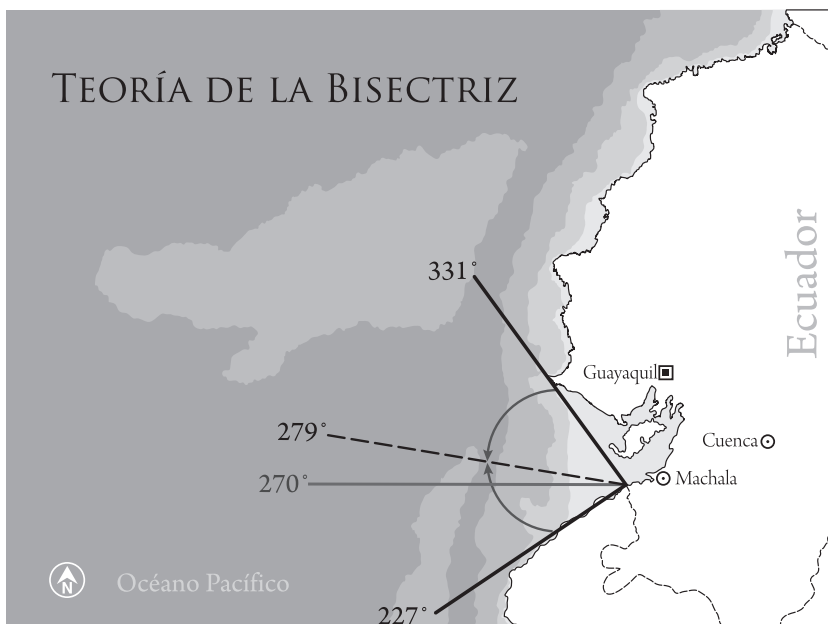 TEORÍA DE LA BISECTRIZ
Ecuador
331°
Guayaquil
279°
Cuenca
270°
Machala
N
Océano Pacífico
227°